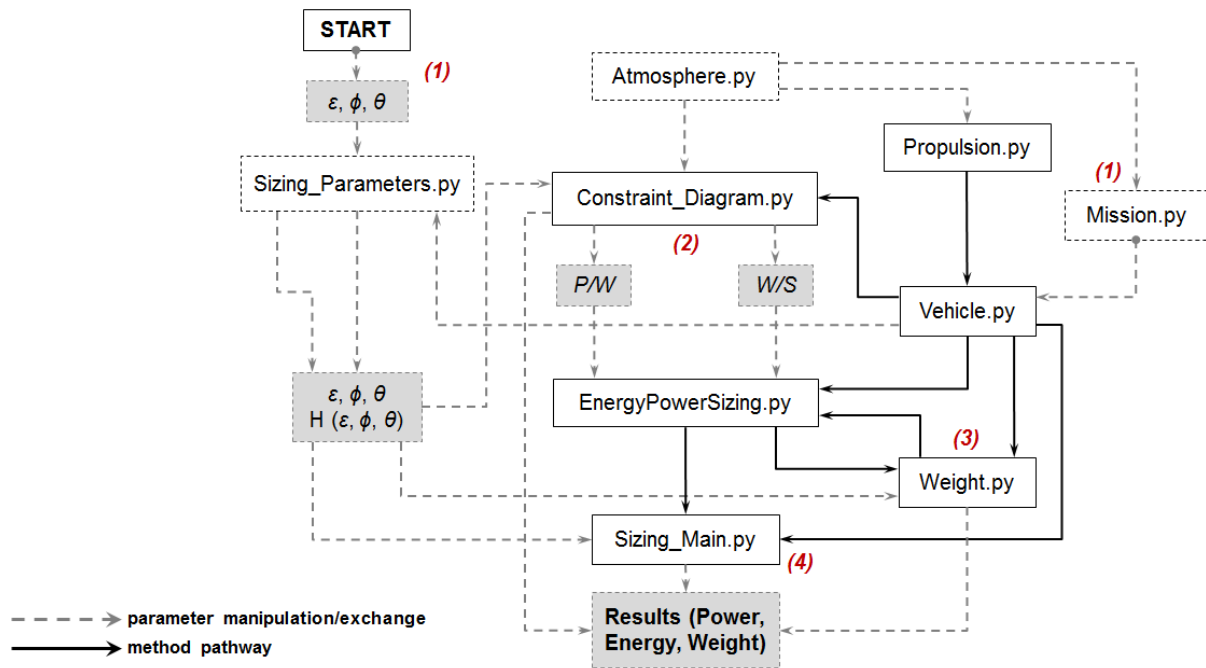 START
(1)
ε, ϕ, θ
Atmosphere.py
Propulsion.py
Sizing_Parameters.py
Constraint_Diagram.py
(1)
Mission.py
(2)
P/W
W/S
Vehicle.py
ε, ϕ, θ
H (ε, ϕ, θ)
EnergyPowerSizing.py
(3)
Weight.py
Sizing_Main.py
(4)
Results (Power,
Energy, Weight)
parameter manipulation/exchange
method pathway